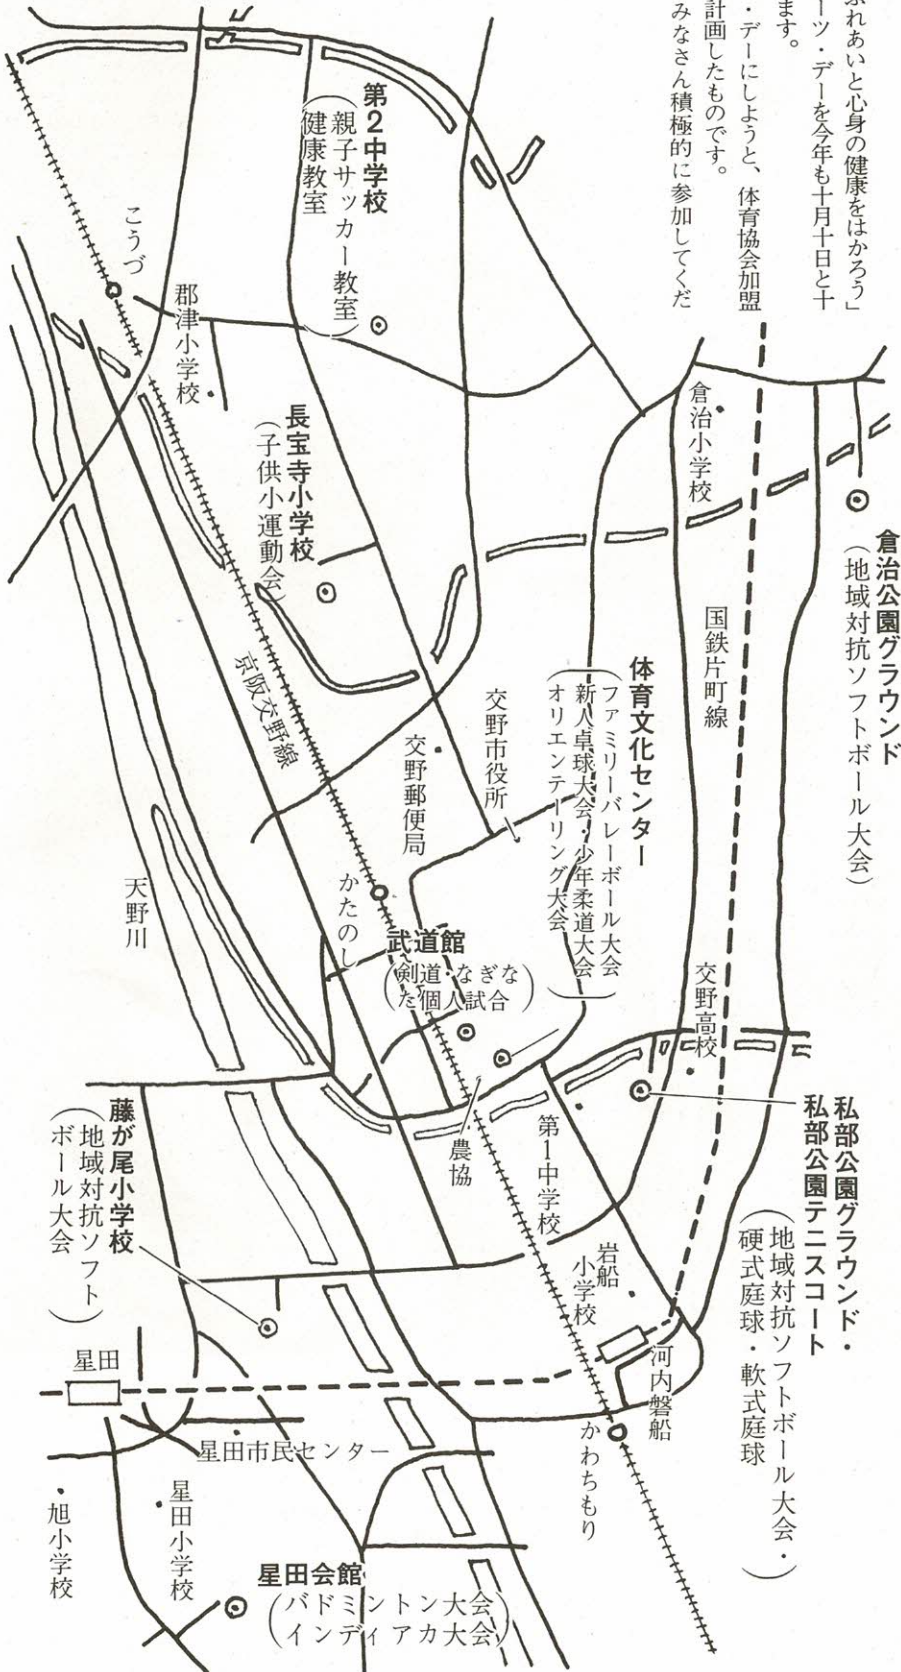 ふれあいと心身の健康をはかろう」
ーツ・デーを今年も十月十日と十
ます。
・デーにしようと、体育協会加盟
計画したものです。
みなさん積極的に参加してくだ
第2中学校
(親子サッカー教室)
(健康教室)
こうづ
郡津小学校
長宝寺小学校
(子供小運動会)
倉治小学校
倉治公園グラウンド
(地域対抗ソフトボール大会)
国鉄片町線
京阪交野線
体育文化センター
(ファミリーバレーボール大会
新人卓球大会・少年柔道大会
オリエンテーリング大会)
交野市役所
交野郵便局
かたのし
天野川
武道館
(剣道・なぎな
た個人試合)
交野高校
私部公園グラウンド・
私部公園テニスコート
(地域対抗ソフトボール大会・
硬式庭球・軟式庭球)
農協
第1中学校
藤が尾小学校
(地域対抗ソフト
ボール大会)
岩船
小学校
河内磐船
かわちもり
星田
星田市民センター
星田小学校
旭小学校
星田会館
(バドミントン大会
インディアカ大会)